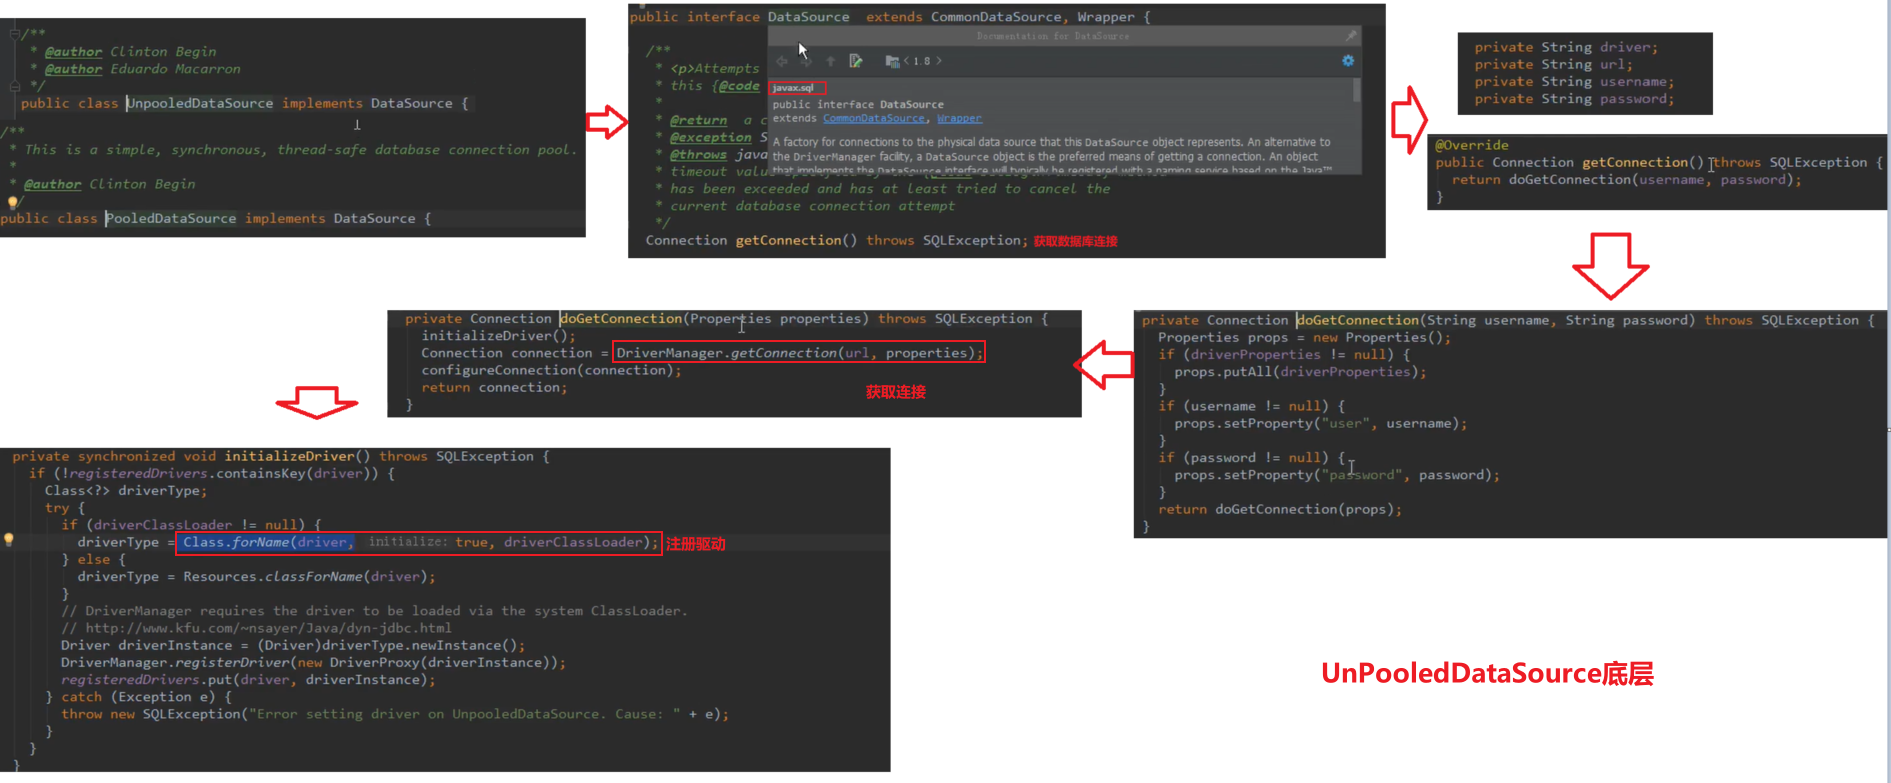 /**
* @author Clinton Begin
* @author Eduardo Macarron
*/
public class UnpooledDataSource implements DataSource {
/**
* This is a simple, synchronous, thread-safe database connection pool.
*
* @author Clinton Begin
*/
public class PooledDataSource implements DataSource {
public interface DataSource extends CommonDataSource, Wrapper {
Documentation for DataSource
/**
* <p>Attempts
* this {@code
*
* @return a c
* @exception S
* @throws java
* timeout valu
* has been exceeded and has at least tried to cancel the
* current database connection attempt
*/
Connection getConnection() throws SQLException; 获取数据库连接
< 1.8 >
javax.sql
public interface DataSource
extends CommonDataSource, Wrapper
A factory for connections to the physical data source that this DataSource object represents. An alternative to
the DriverManager facility, a DataSource object is the preferred means of getting a connection. An object
that implements the DataSource interface will typically be registered with a naming service based on the Java™
private String driver;
private String url;
private String username;
private String password;
@Override
public Connection getConnection() throws SQLException {
return doGetConnection(username, password);
}
private Connection doGetConnection(String username, String password) throws SQLException {
Properties props = new Properties();
if (driverProperties != null) {
props.putAll(driverProperties);
}
if (username != null) {
props.setProperty("user", username);
}
if (password != null) {
props.setProperty("password", password);
}
return doGetConnection(props);
}
private Connection doGetConnection(Properties properties) throws SQLException {
initializeDriver();
Connection connection = DriverManager.getConnection(url, properties);
configureConnection(connection);
return connection;
}
获取连接
private synchronized void initializeDriver() throws SQLException {
if (!registeredDrivers.containsKey(driver)) {
Class<?> driverType;
try {
if (driverClassLoader != null) {
driverType = Class.forName(driver, initialize: true, driverClassLoader); 注册驱动
} else {
driverType = Resources.classForName(driver);
}
// DriverManager requires the driver to be loaded via the system ClassLoader.
// http://www.kfu.com/~nsayer/Java/dyn-jdbc.html
Driver driverInstance = (Driver)driverType.newInstance();
DriverManager.registerDriver(new DriverProxy(driverInstance));
registeredDrivers.put(driver, driverInstance);
} catch (Exception e) {
throw new SQLException("Error setting driver on UnpooledDataSource. Cause: " + e);
}
}
}
UnPooledDataSource底层